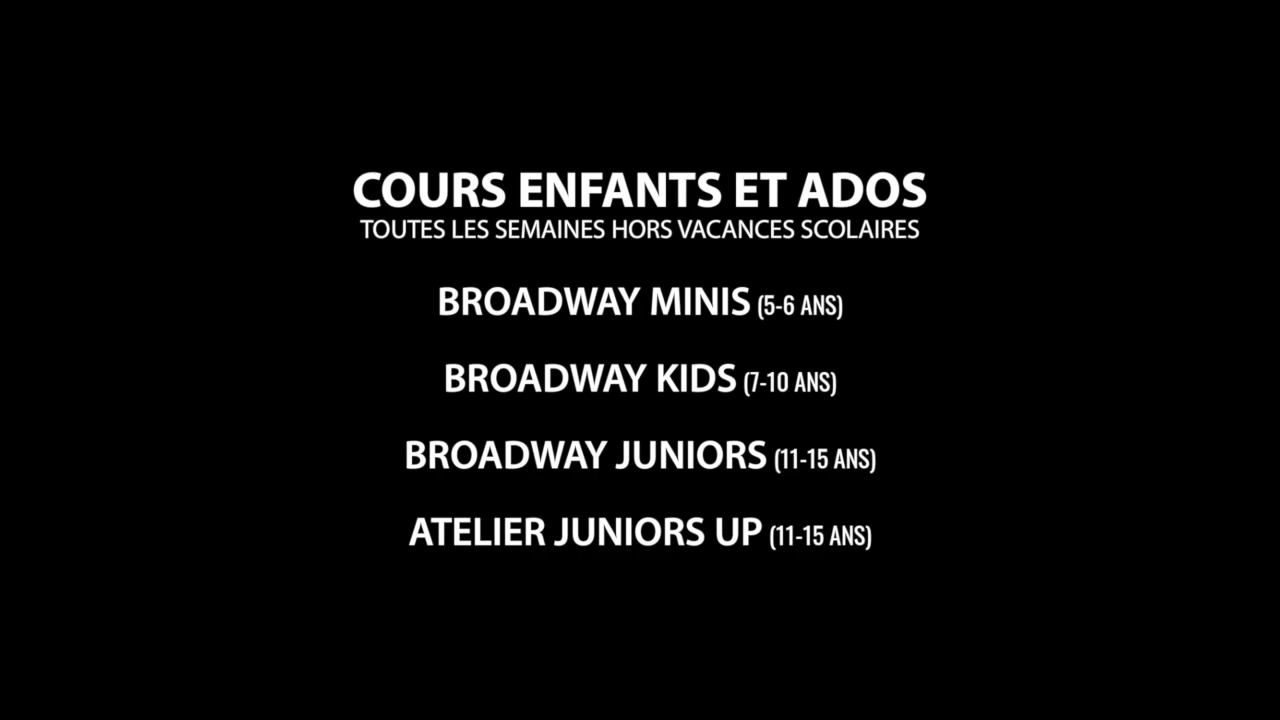 COURS ENFANTS ET ADOS
TOUTES LES SEMAINES HORS VACANCES SCOLAIRES
BROADWAY MINIS (5-6 ANS)
BROADWAY KIDS (7-10 ANS)
BROADWAY JUNIORS (11-15 ANS)
ATELIER JUNIORS UP (11-15 ANS)